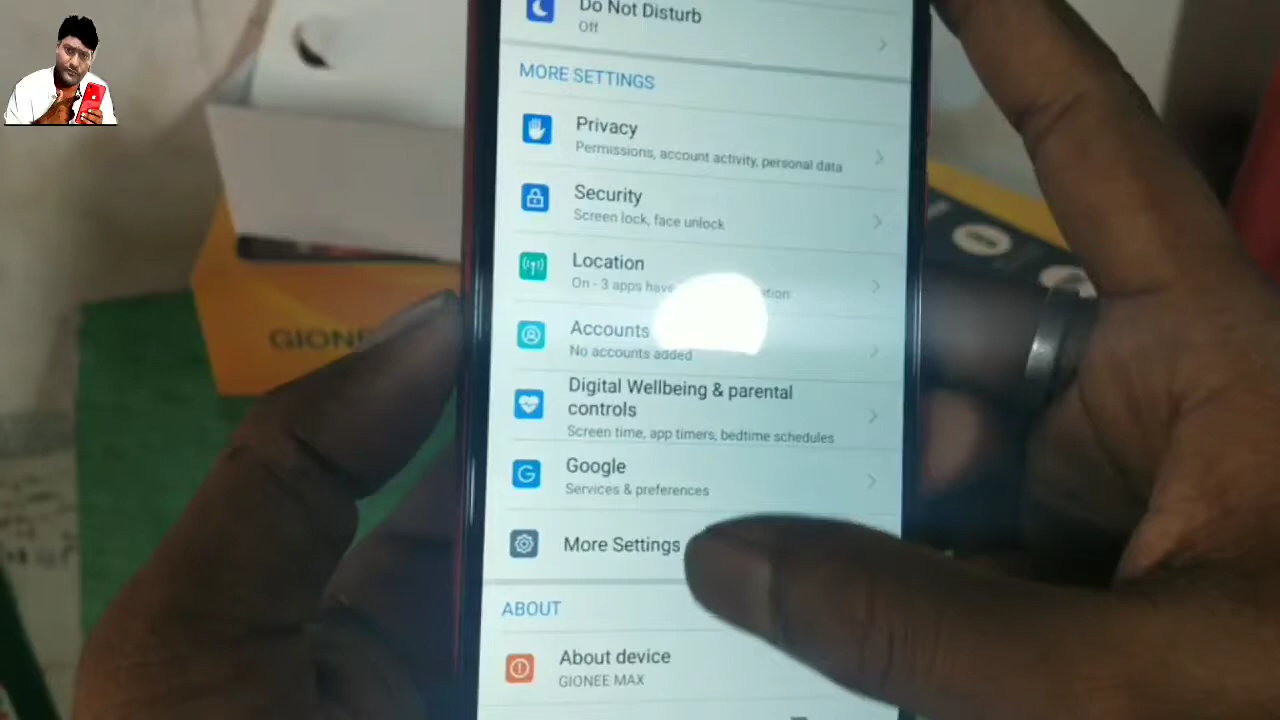 Do Not Disturb
Off
MORE SETTINGS
Privacy
Permissions, account activity, personal data
Security
Screen lock, face unlock
Location
On - 3 apps have
Accounts
No accounts added
Digital Wellbeing & parental
controls
Screen time, app timers, bedtime schedules
Google
Services & preferences
More Settings
ABOUT
About device
GIONEE MAX